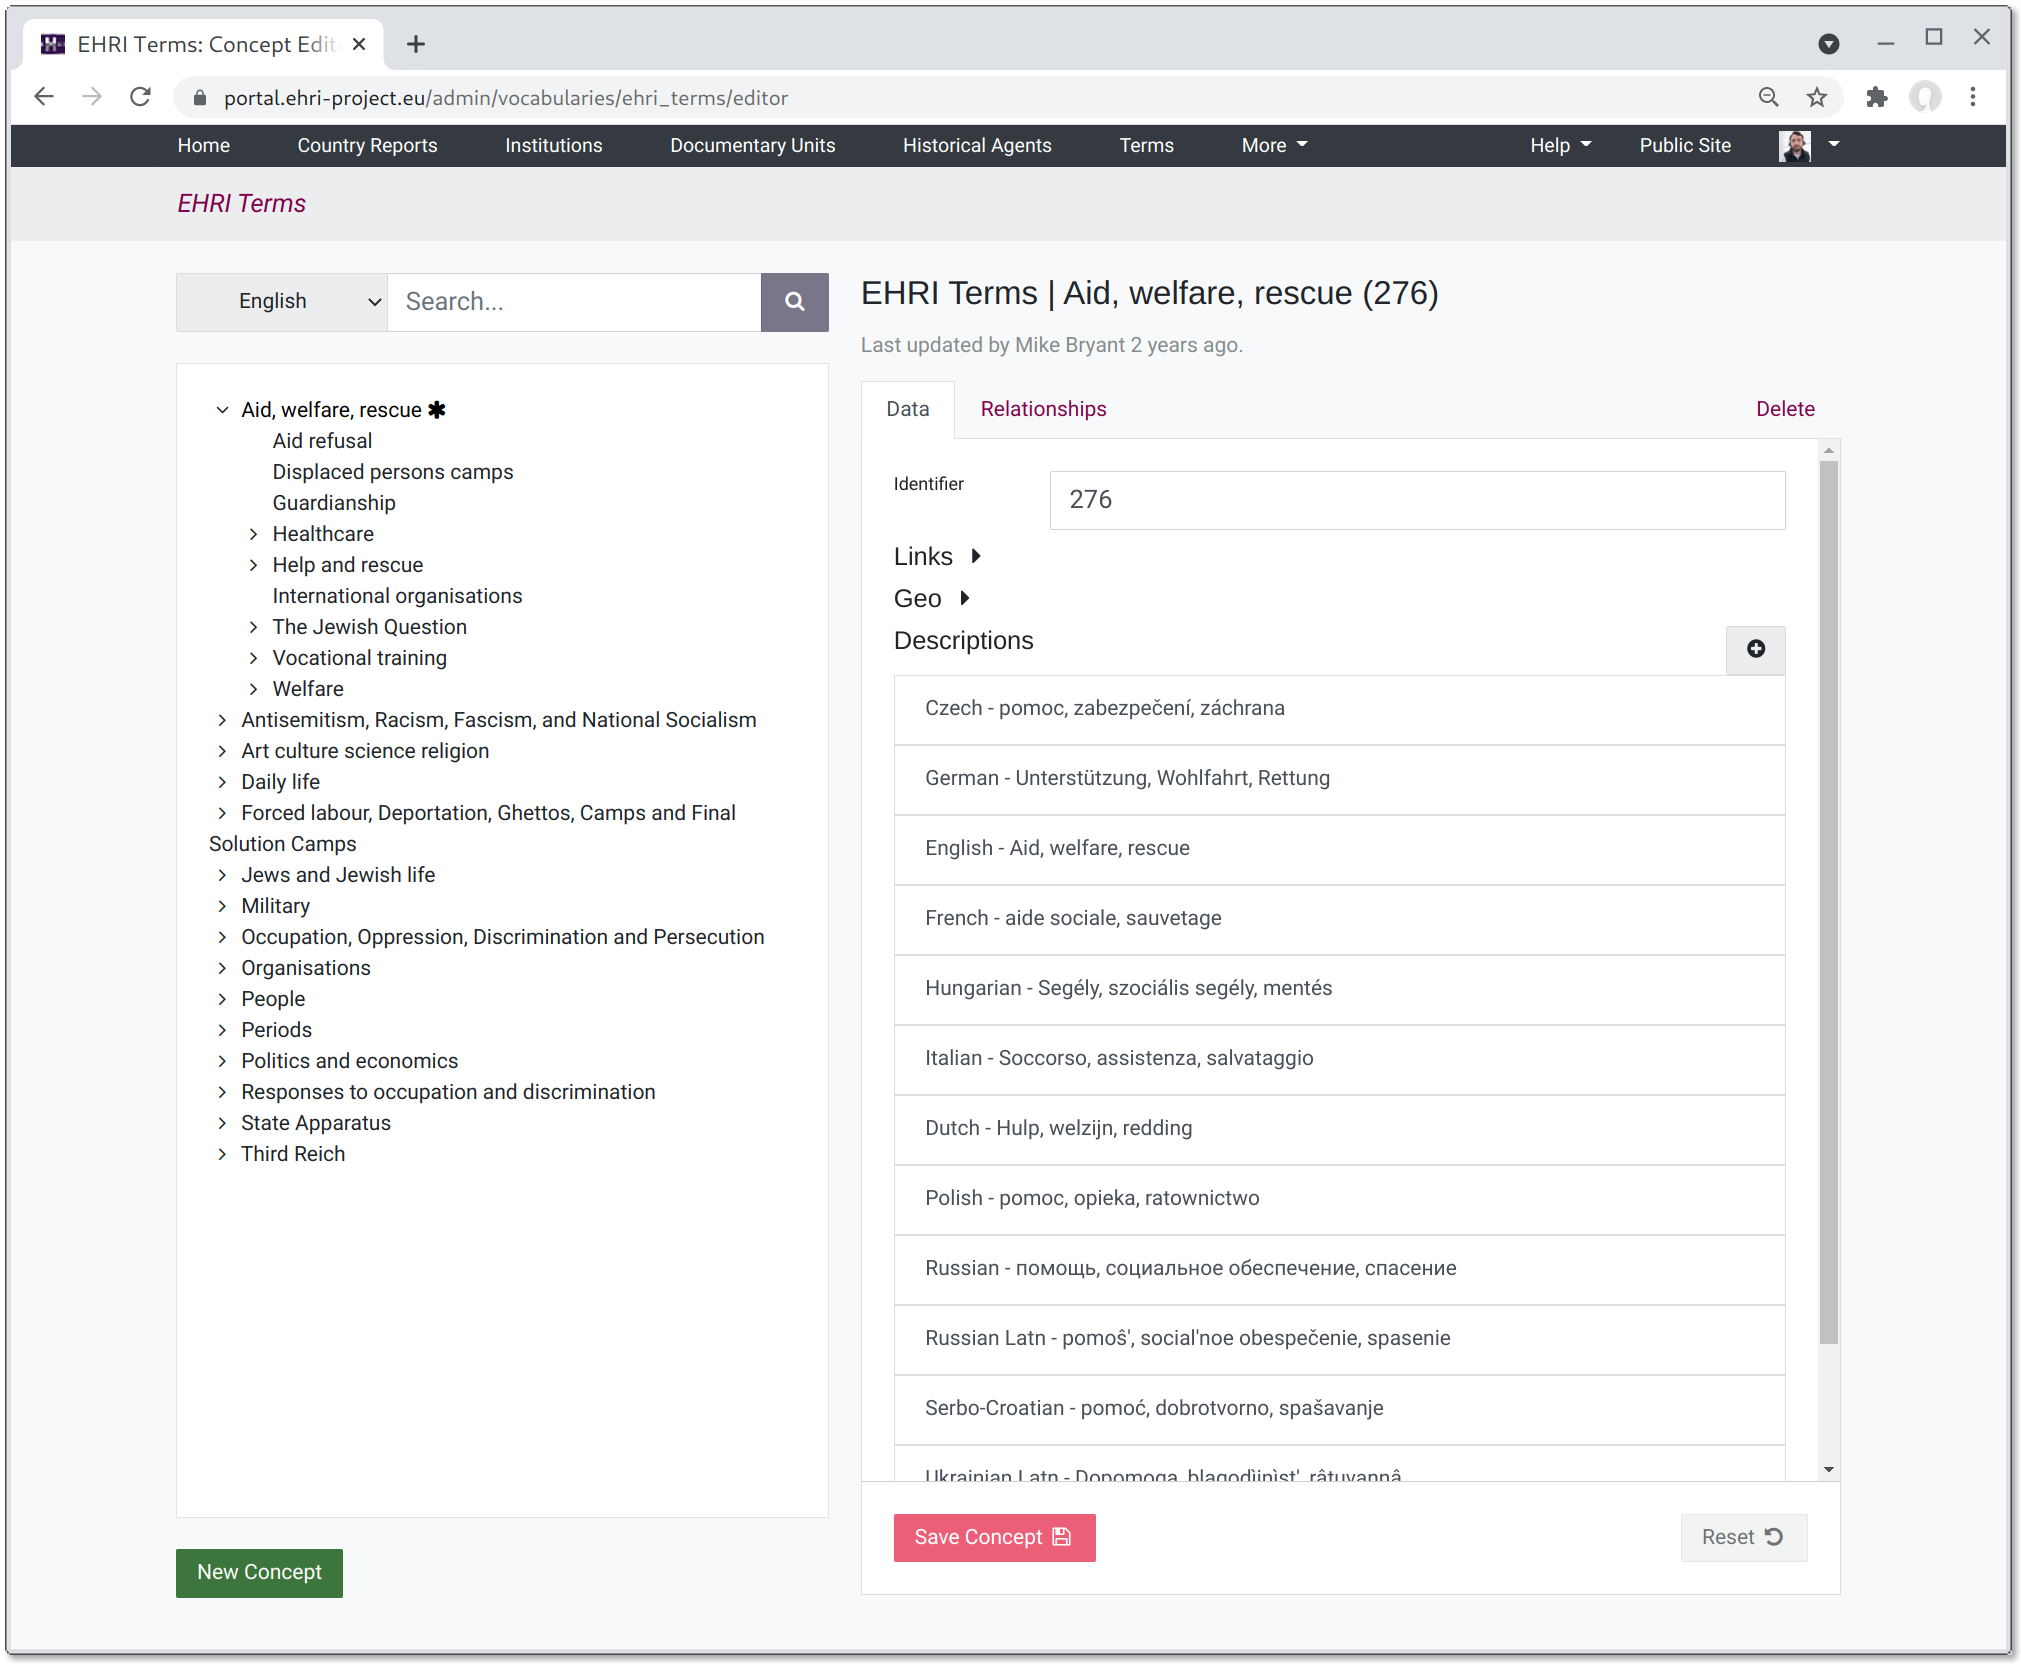 EHRI Terms: Concept Edit
portal.ehri-project.eu/admin/vocabularies/ehri_terms/editor
Home Country Reports Institutions Documentary Units Historical Agents Terms More Help Public Site
EHRI Terms
English Search...
Aid, welfare, rescue ✱
Aid refusal
Displaced persons camps
Guardianship
Healthcare
Help and rescue
International organisations
The Jewish Question
Vocational training
Welfare
Antisemitism, Racism, Fascism, and National Socialism
Art culture science religion
Daily life
Forced labour, Deportation, Ghettos, Camps and Final
Solution Camps
Jews and Jewish life
Military
Occupation, Oppression, Discrimination and Persecution
Organisations
People
Periods
Politics and economics
Responses to occupation and discrimination
State Apparatus
Third Reich
New Concept
EHRI Terms | Aid, welfare, rescue (276)
Last updated by Mike Bryant 2 years ago.
Data Relationships Delete
Identifier 276
Links
Geo
Descriptions
Czech - pomoc, zabezpečení, záchrana
German - Unterstützung, Wohlfahrt, Rettung
English - Aid, welfare, rescue
French - aide sociale, sauvetage
Hungarian - Segély, szociális segély, mentés
Italian - Soccorso, assistenza, salvataggio
Dutch - Hulp, welzijn, redding
Polish - pomoc, opieka, ratownictwo
Russian - помощь, социальное обеспечение, спасение
Russian Latn - pomoŝ', social'noe obespečenie, spasenie
Serbo-Croatian - pomoć, dobrotvorno, spašavanje
Ukrainian Latn - Dopomoga, râtuvannâ
Save Concept Reset